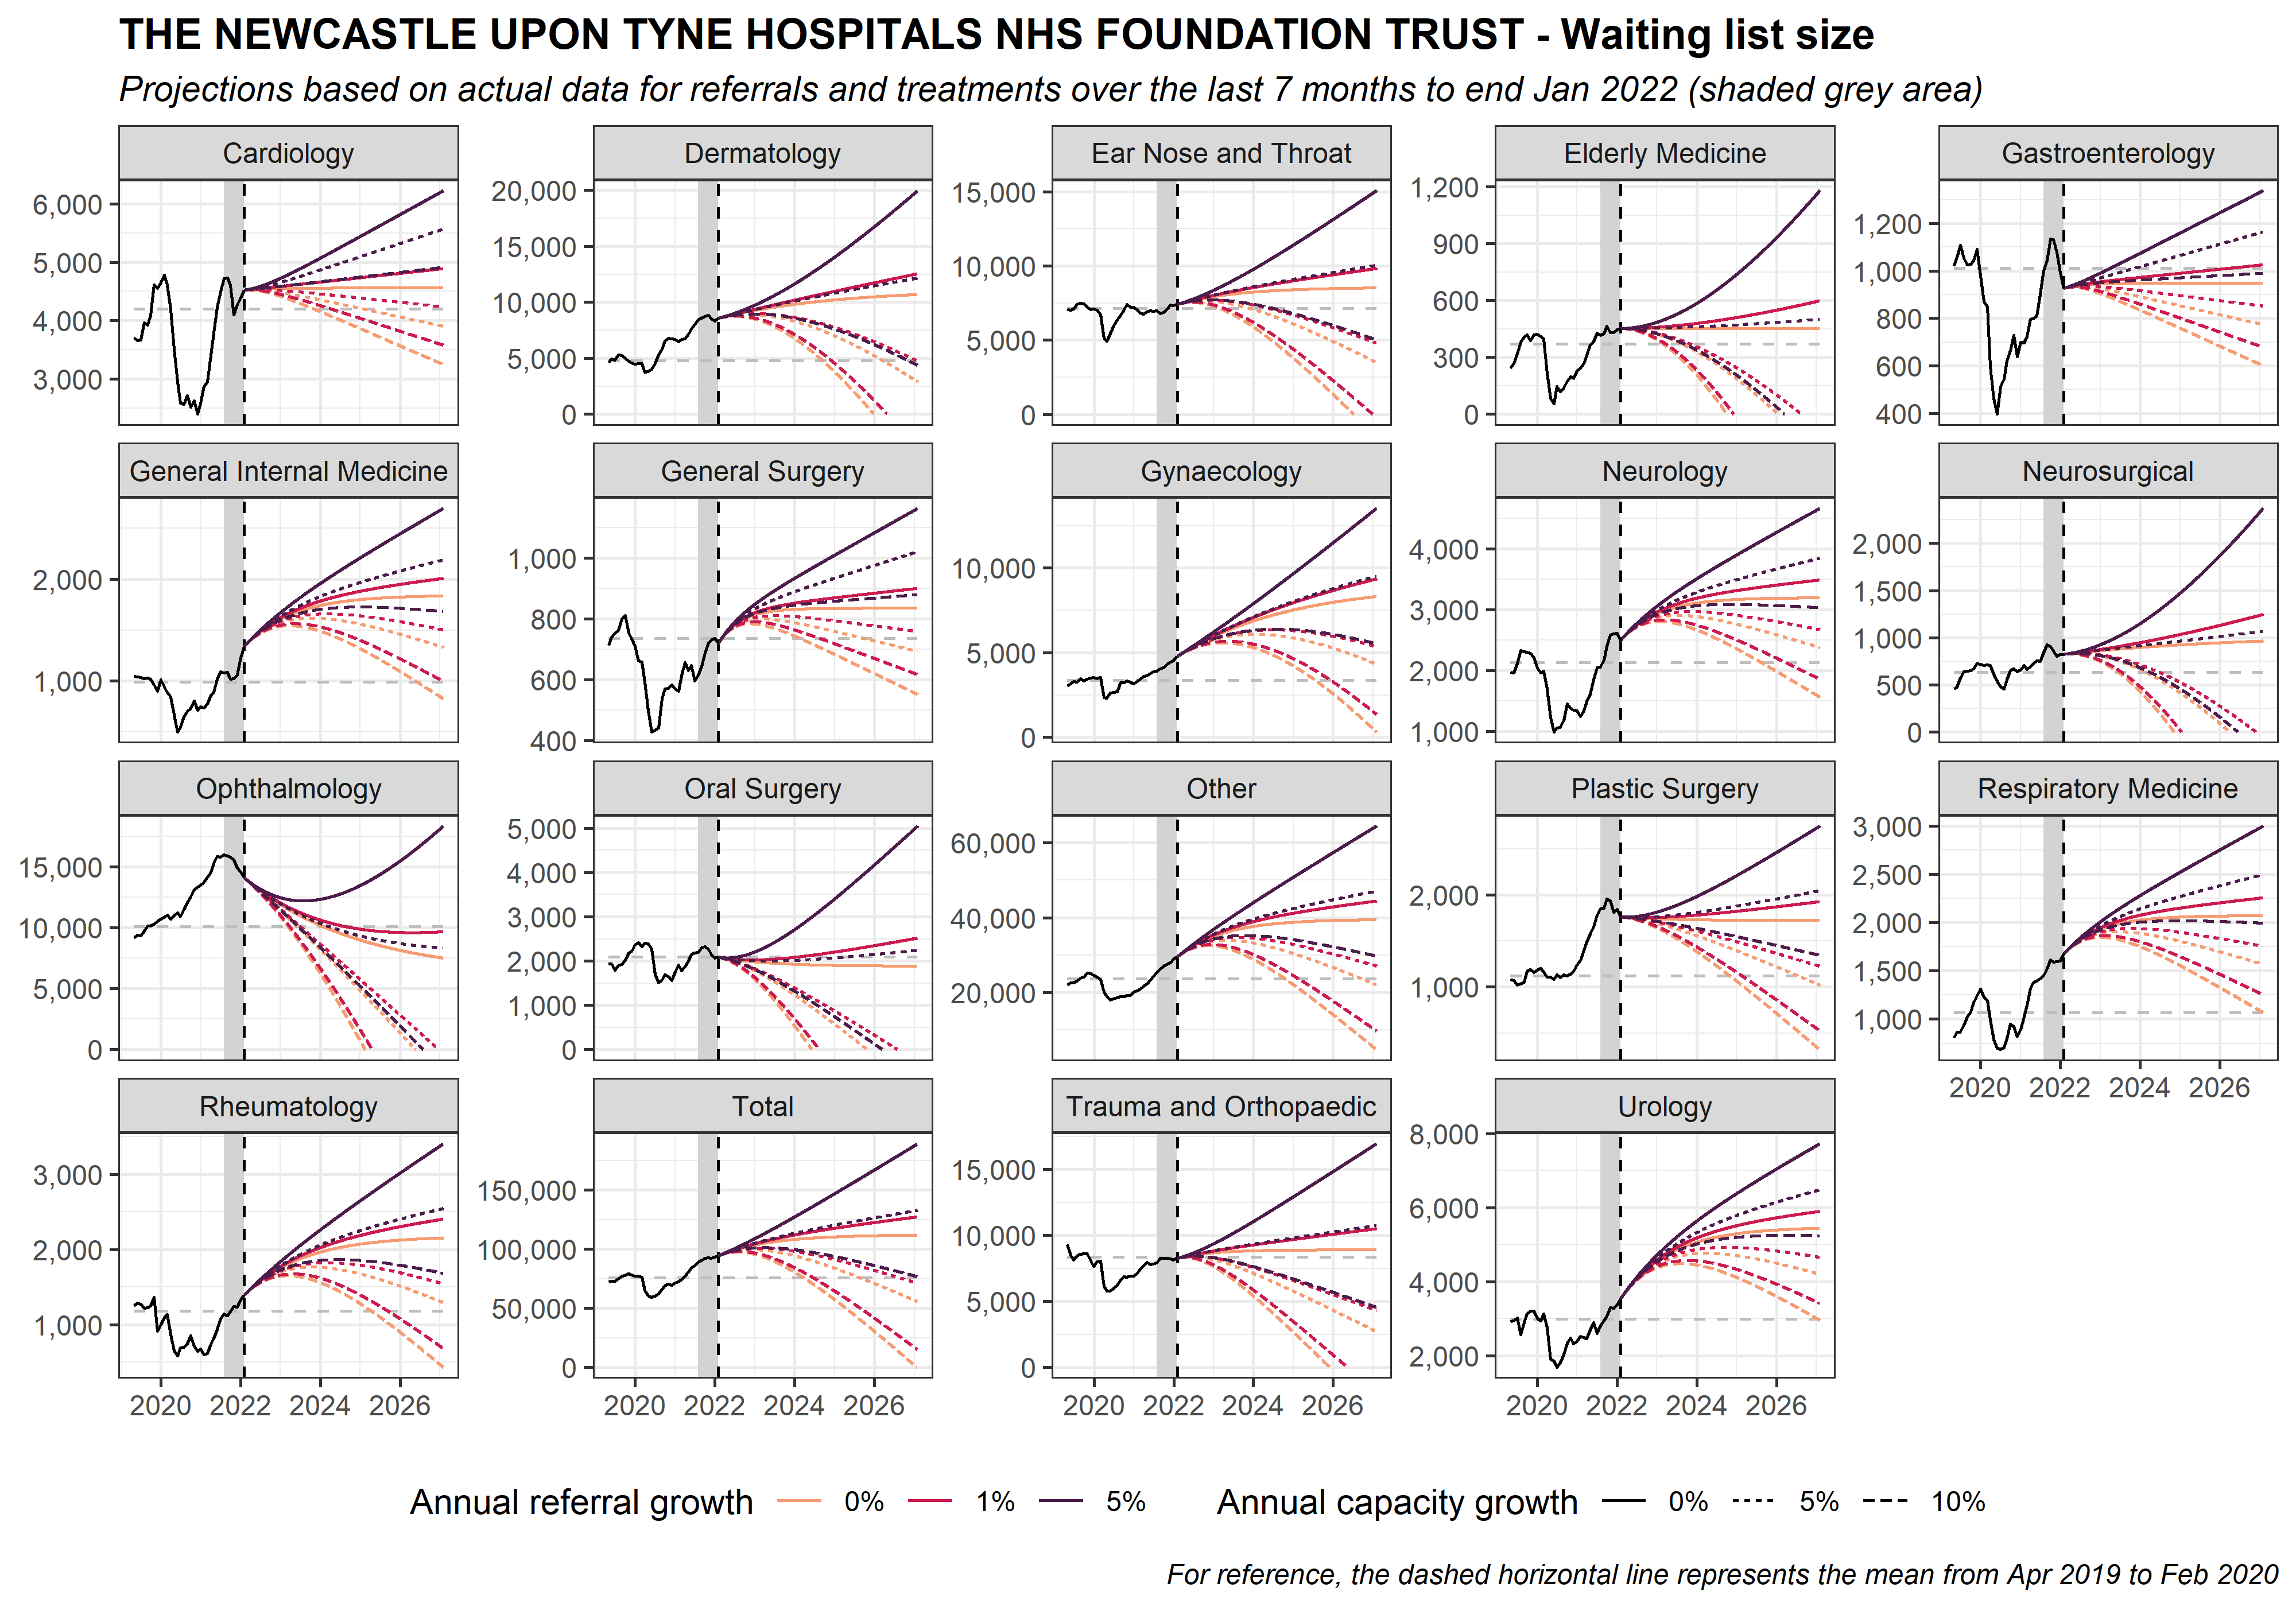 THE NEWCASTLE UPON TYNE HOSPITALS NHS FOUNDATION TRUST - Waiting list size
Projections based on actual data for referrals and treatments over the last 7 months to end Jan 2022 (shaded grey area)
Cardiology
6,000
5,000
4,000
3,000
Dermatology
20,000
15,000
10,000
5,000
0
Ear Nose and Throat
15,000
10,000
5,000
0
Elderly Medicine
1,200
900
600
300
0
Gastroenterology
1,200
1,000
800
600
400
General Internal Medicine
2,000
1,000
General Surgery
1,000
800
600
400
Gynaecology
10,000
5,000
0
Neurology
4,000
3,000
2,000
1,000
Neurosurgical
2,000
1,500
1,000
500
0
Ophthalmology
15,000
10,000
5,000
0
Oral Surgery
5,000
4,000
3,000
2,000
1,000
0
Other
60,000
40,000
20,000
Plastic Surgery
2,000
1,000
Respiratory Medicine
3,000
2,500
2,000
1,500
1,000
2020 2022 2024 2026
Rheumatology
3,000
2,000
1,000
2020 2022 2024 2026
Total
150,000
100,000
50,000
0
2020 2022 2024 2026
Trauma and Orthopaedic
15,000
10,000
5,000
0
2020 2022 2024 2026
Urology
8,000
6,000
4,000
2,000
2020 2022 2024 2026
Annual referral growth 0% 1% 5% Annual capacity growth 0% 5% 10%
For reference, the dashed horizontal line represents the mean from Apr 2019 to Feb 2020